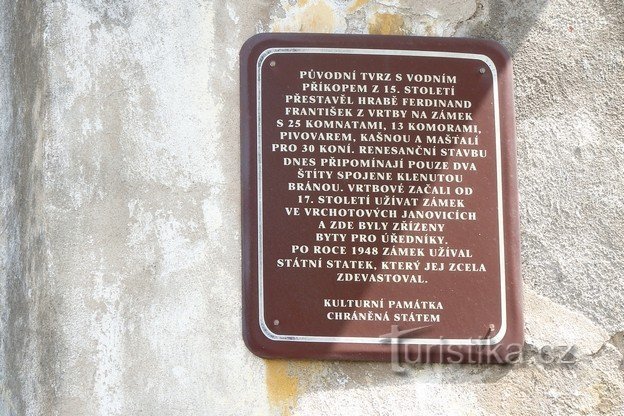 PŮVODNÍ TVRZ S VODNÍM
PŘÍKOPEM Z 15. STOLETÍ
PŘESTAVĚL HRABĚ FERDINAND
FRANTIŠEK Z VRTBY NA ZÁMEK
S 25 KOMNATAMI, 13 KOMORAMI,
PIVOVAREM, KAŠNOU A MAŠTALÍ
PRO 30 KONÍ. RENESANČNÍ STAVBU
DNES PŘIPOMÍNAJÍ POUZE DVA
ŠTÍTY SPOJENE KLENUTOU
BRÁNOU. VRTBOVÉ ZAČALI OD
17. STOLETÍ UŽÍVAT ZÁMEK
VE VRCHOTOVÝCH JANOVICÍCH
A ZDE BYLY ZŘÍZENY
BYTY PRO ÚŘEDNÍKY.
PO ROCE 1948 ZÁMEK UŽÍVAL
STÁTNÍ STATEK, KTERÝ JEJ ZCELA
ZDEVASTOVAL.
KULTURNÍ PAMÁTKA
CHRÁNĚNÁ STÁTEM
turistika.cz